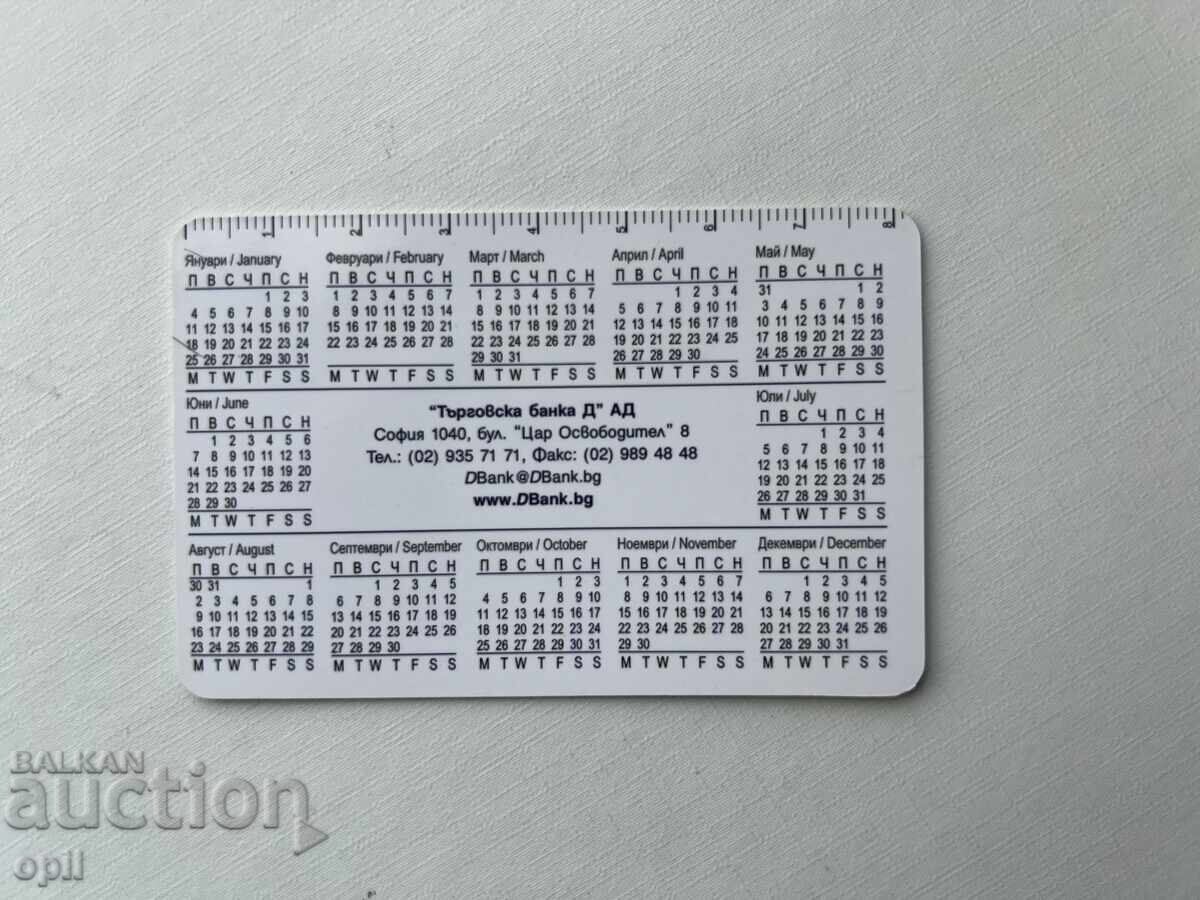 1 2 3 4 5 6 7 8
Януари / January
П В С Ч П С Н
1 2 3
4 5 6 7 8 9 10
11 12 13 14 15 16 17
18 19 20 21 22 23 24
25 26 27 28 29 30 31
M T W T F S S
Февруари / February
П В С Ч П С Н
1 2 3 4 5 6 7
8 9 10 11 12 13 14
15 16 17 18 19 20 21
22 23 24 25 26 27 28
M T W T F S S
Март / March
П В С Ч П С Н
1 2 3 4 5 6 7
8 9 10 11 12 13 14
15 16 17 18 19 20 21
22 23 24 25 26 27 28
29 30 31
M T W T F S S
Април / April
П В С Ч П С Н
1 2 3 4
5 6 7 8 9 10 11
12 13 14 15 16 17 18
19 20 21 22 23 24 25
26 27 28 29 30
M T W T F S S
Май / May
П В С Ч П С Н
31 1 2
3 4 5 6 7 8 9
10 11 12 13 14 15 16
17 18 19 20 21 22 23
24 25 26 27 28 29 30
M T W T F S S
Юни / June
П В С Ч П С Н
1 2 3 4 5 6
7 8 9 10 11 12 13
14 15 16 17 18 19 20
21 22 23 24 25 26 27
28 29 30
M T W T F S S
"Търговска банка Д" АД
София 1040, бул. "Цар Освободител" 8
Тел.: (02) 935 71 71, Факс: (02) 989 48 48
DBank@DBank.bg
www.DBank.bg
Юли / July
П В С Ч П С Н
1 2 3 4
5 6 7 8 9 10 11
12 13 14 15 16 17 18
19 20 21 22 23 24 25
26 27 28 29 30 31
M T W T F S S
Август / August
П В С Ч П С Н
30 31 1
2 3 4 5 6 7 8
9 10 11 12 13 14 15
16 17 18 19 20 21 22
23 24 25 26 27 28 29
M T W T F S S
Септември / September
П В С Ч П С Н
1 2 3 4 5
6 7 8 9 10 11 12
13 14 15 16 17 18 19
20 21 22 23 24 25 26
27 28 29 30
M T W T F S S
Октомври / October
П В С Ч П С Н
1 2 3
4 5 6 7 8 9 10
11 12 13 14 15 16 17
18 19 20 21 22 23 24
25 26 27 28 29 30 31
M T W T F S S
Ноември / November
П В С Ч П С Н
1 2 3 4 5 6 7
8 9 10 11 12 13 14
15 16 17 18 19 20 21
22 23 24 25 26 27 28
29 30
M T W T F S S
Декември / December
П В С Ч П С Н
1 2 3 4 5
6 7 8 9 10 11 12
13 14 15 16 17 18 19
20 21 22 23 24 25 26
27 28 29 30 31
M T W T F S S
BALKAN
auction
opll